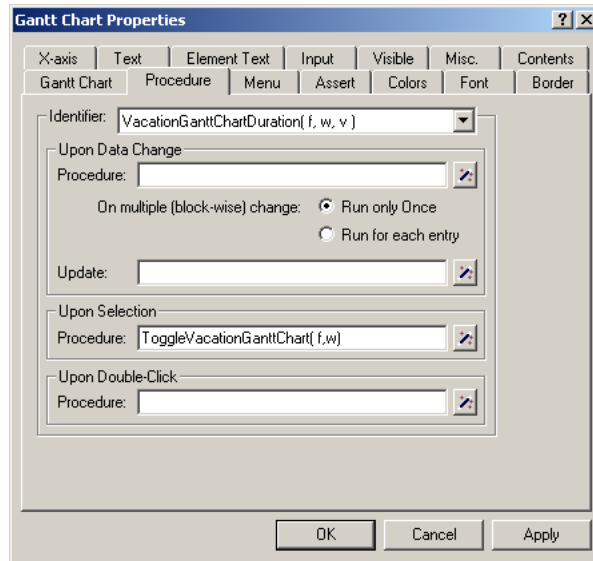 Gantt Chart Properties
X-axis Text Element Text Input Visible Misc. Contents
Gantt Chart Procedure Menu Assert Colors Font Border
Identifier: VacationGanttChartDuration( f, w, v )
Upon Data Change
Procedure:
On multiple (block-wise) change: Run only Once
Run for each entry
Update:
Upon Selection
Procedure: ToggleVacationGanttChart( f,w)
Upon Double-Click
Procedure:
OK Cancel Apply